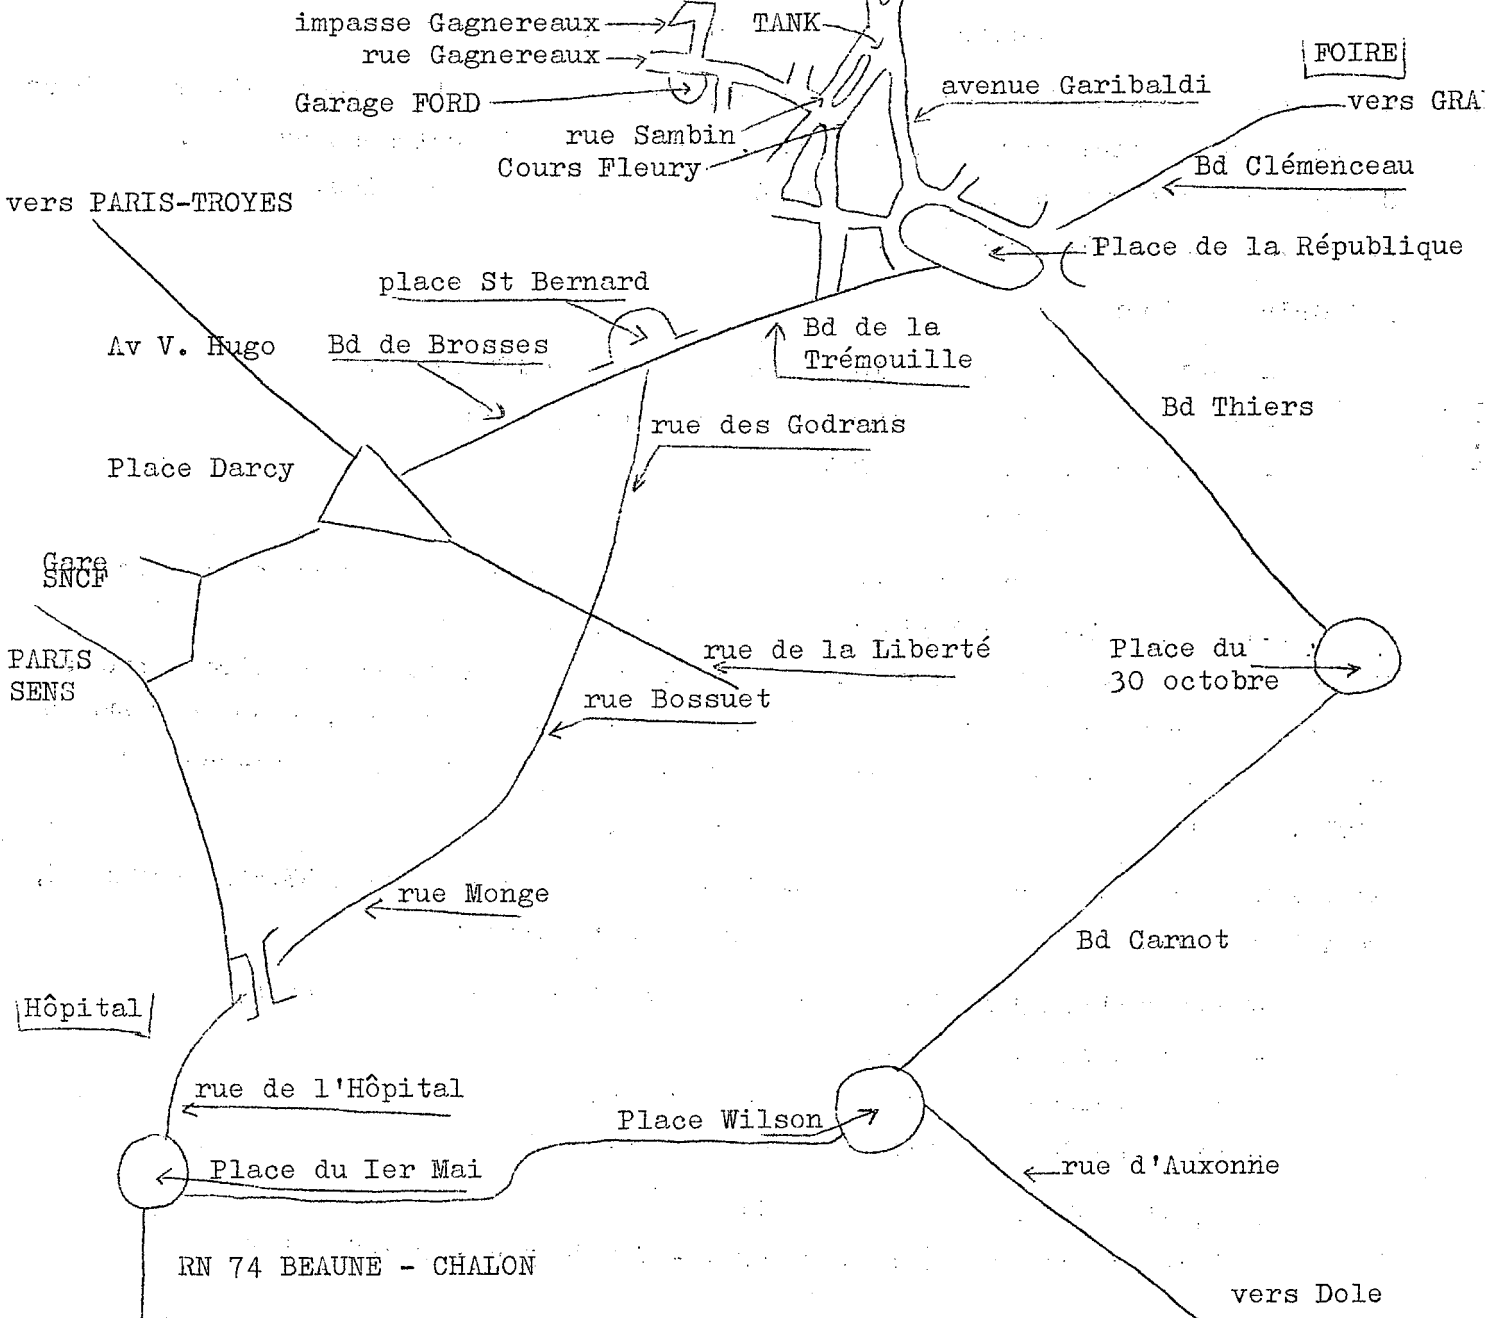 impasse Gagnereaux
TANK
rue Gagnereaux
FOIRE
avenue Garibaldi
Garage FORD
vers GRA
rue Sambin
Cours Fleury
Bd Clémenceau
vers PARIS-TROYES
Place de la République
place St Bernard
Av V. Hugo
Bd de Brosses
Bd de la
Trémouille
Bd Thiers
rue des Godrans
Place Darcy
Gare
SNCF
PARIS
SENS
rue de la Liberté
Place du
30 octobre
rue Bossuet
rue Monge
Bd Carnot
Hôpital
rue de l'Hôpital
Place Wilson
Place du Ier Mai
rue d'Auxonne
RN 74 BEAUNE - CHALON
vers Dole